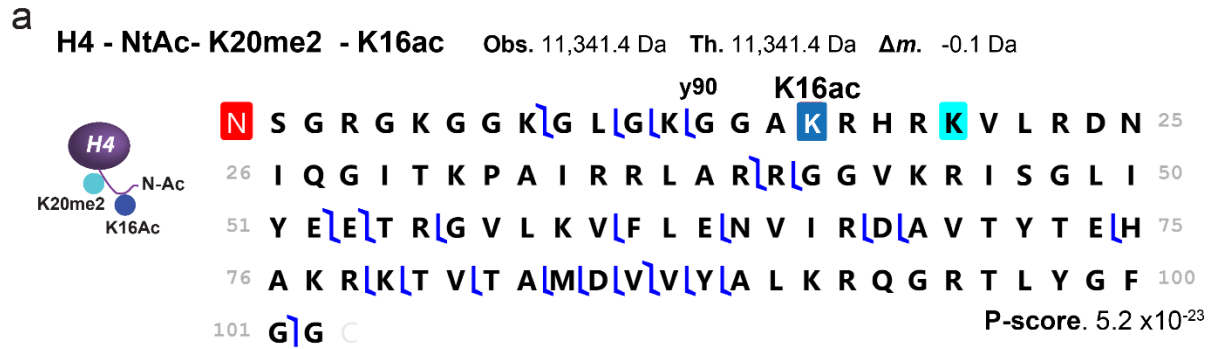 a
H4 - NtAc- K20me2 - K16ac Obs. 11,341.4 Da Th. 11,341.4 Da Δm. -0.1 Da
y90 K16ac
N S G R G K G G K G L G K G G A K R H R K V L R D N 25
26 I Q G I T K P A I R R L A R R G G V K R I S G L I 50
51 Y E E T R G V L K V F L E N V I R D A V T Y T E H 75
76 A K R K T V T A M D V V Y A L K R Q G R T L Y G F 100
101 G G C
P-score. 5.2 x10-23
H4
N-Ac
K20me2
K16Ac